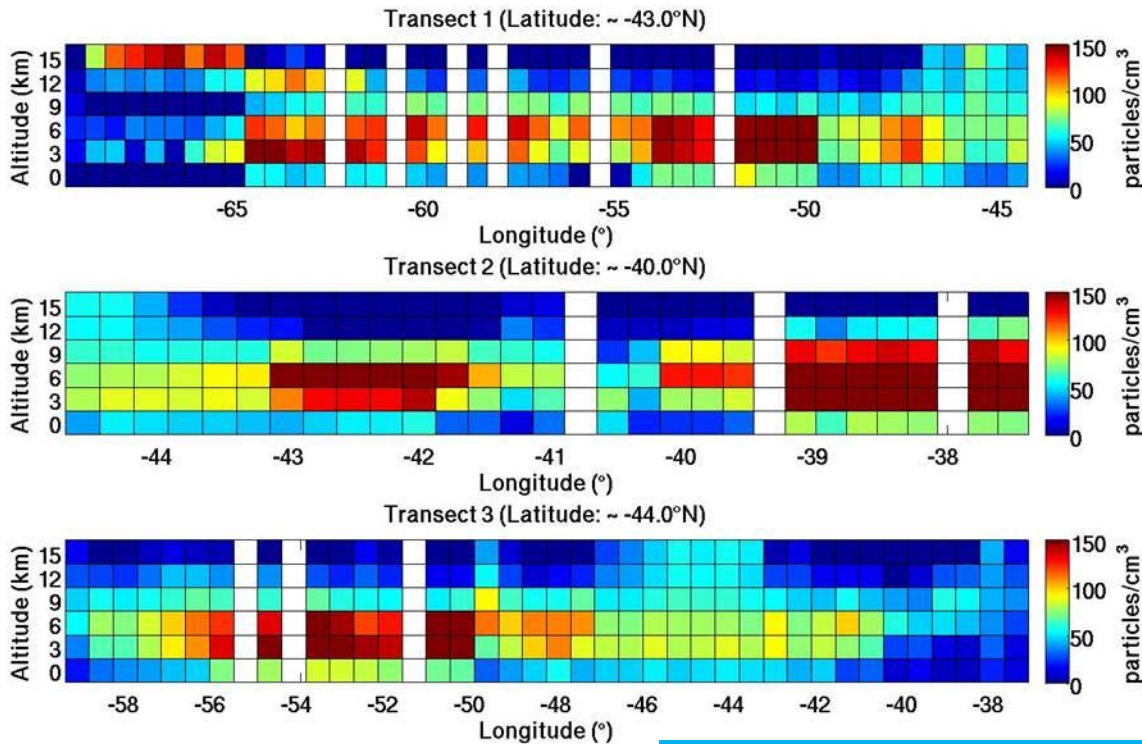 Transect 1 (Latitude: ~ -43.0°N)
Altitude (km)
15
12
9
6
3
0
-65 -60 -55 -50 -45
Longitude (°)
150
100
50
0
particles/cm³
Transect 2 (Latitude: ~ -40.0°N)
Altitude (km)
15
12
9
6
3
0
-44 -43 -42 -41 -40 -39 -38
Longitude (°)
150
100
50
0
particles/cm³
Transect 3 (Latitude: ~ -44.0°N)
Altitude (km)
15
12
9
6
3
0
-58 -56 -54 -52 -50 -48 -46 -44 -42 -40 -38
Longitude (°)
150
100
50
0
particles/cm³